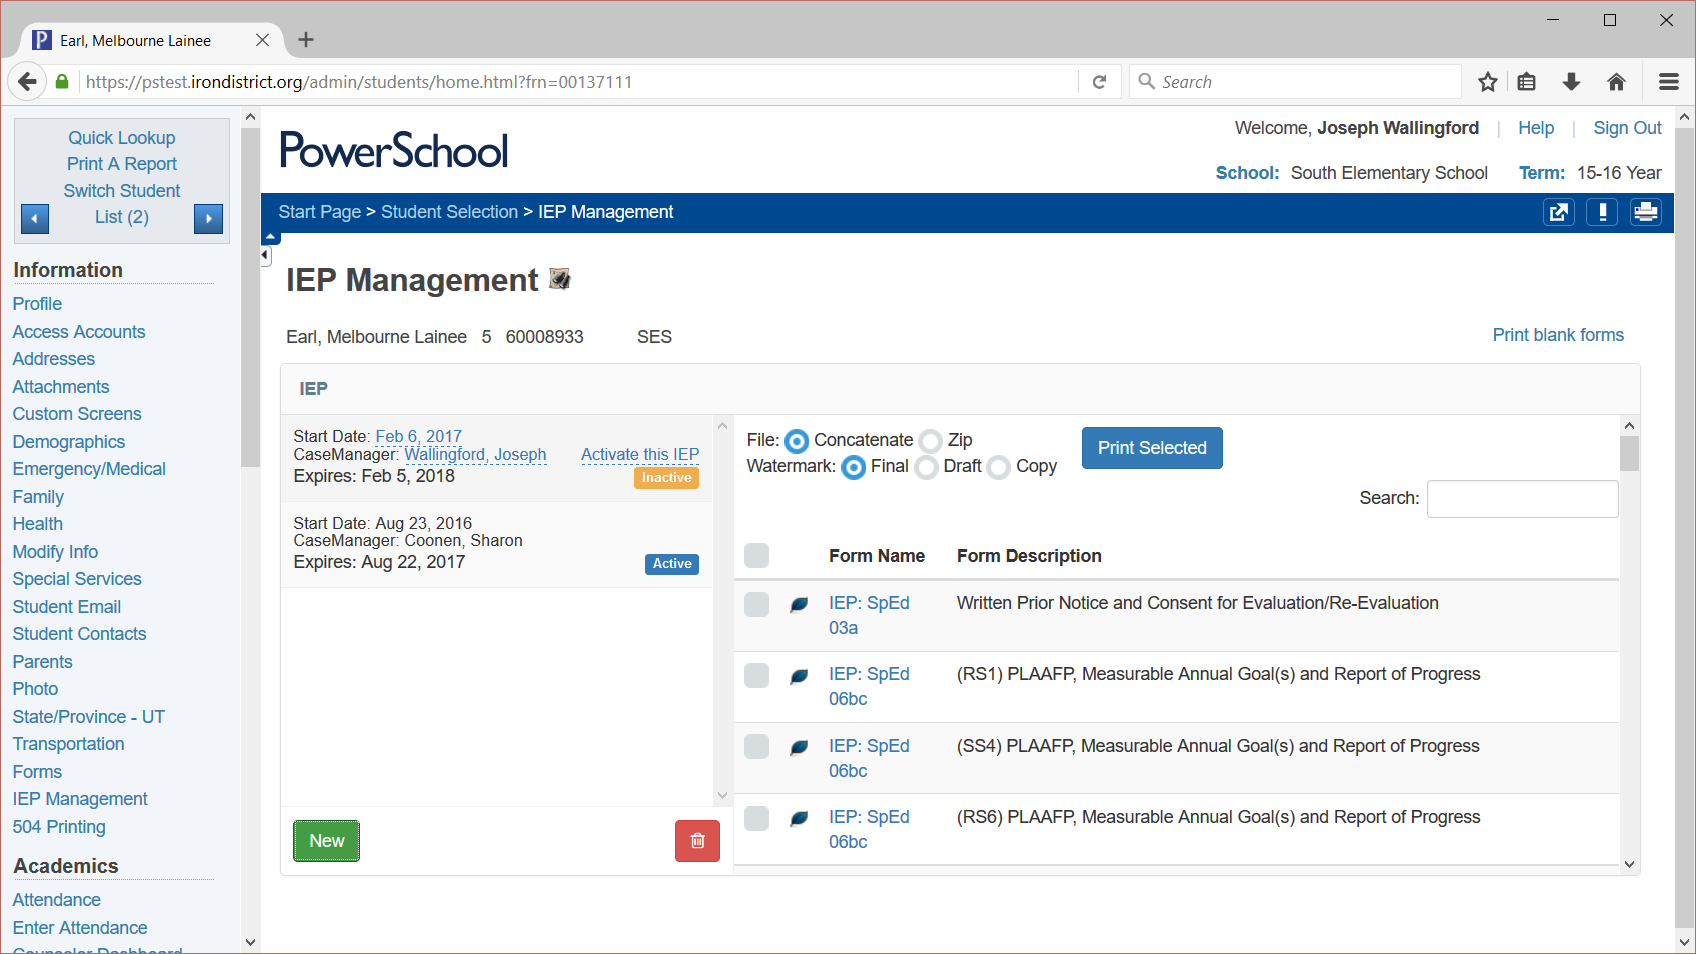 Earl, Melbourne Lainee
https://pstest.irondistrict.org/admin/students/home.html?frn=00137111
Search
Quick Lookup
Print A Report
Switch Student
List (2)
Information
Profile
Access Accounts
Addresses
Attachments
Custom Screens
Demographics
Emergency/Medical
Family
Health
Modify Info
Special Services
Student Email
Student Contacts
Parents
Photo
State/Province - UT
Transportation
Forms
IEP Management
504 Printing
Academics
Attendance
Enter Attendance
Counselor Dashboard
PowerSchool
Welcome, Joseph Wallingford | Help | Sign Out
School: South Elementary School Term: 15-16 Year
Start Page > Student Selection > IEP Management
IEP Management
Earl, Melbourne Lainee 5 60008933 SES
Print blank forms
IEP
Start Date: Feb 6, 2017
CaseManager: Wallingford, Joseph Activate this IEP
Expires: Feb 5, 2018 Inactive
Start Date: Aug 23, 2016
CaseManager: Coonen, Sharon
Expires: Aug 22, 2017 Active
New
File: Concatenate Zip
Watermark: Final Draft Copy
Print Selected
Search:
Form Name Form Description
IEP: SpEd 03a Written Prior Notice and Consent for Evaluation/Re-Evaluation
IEP: SpEd 06bc (RS1) PLAAFP, Measurable Annual Goal(s) and Report of Progress
IEP: SpEd 06bc (SS4) PLAAFP, Measurable Annual Goal(s) and Report of Progress
IEP: SpEd 06bc (RS6) PLAAFP, Measurable Annual Goal(s) and Report of Progress